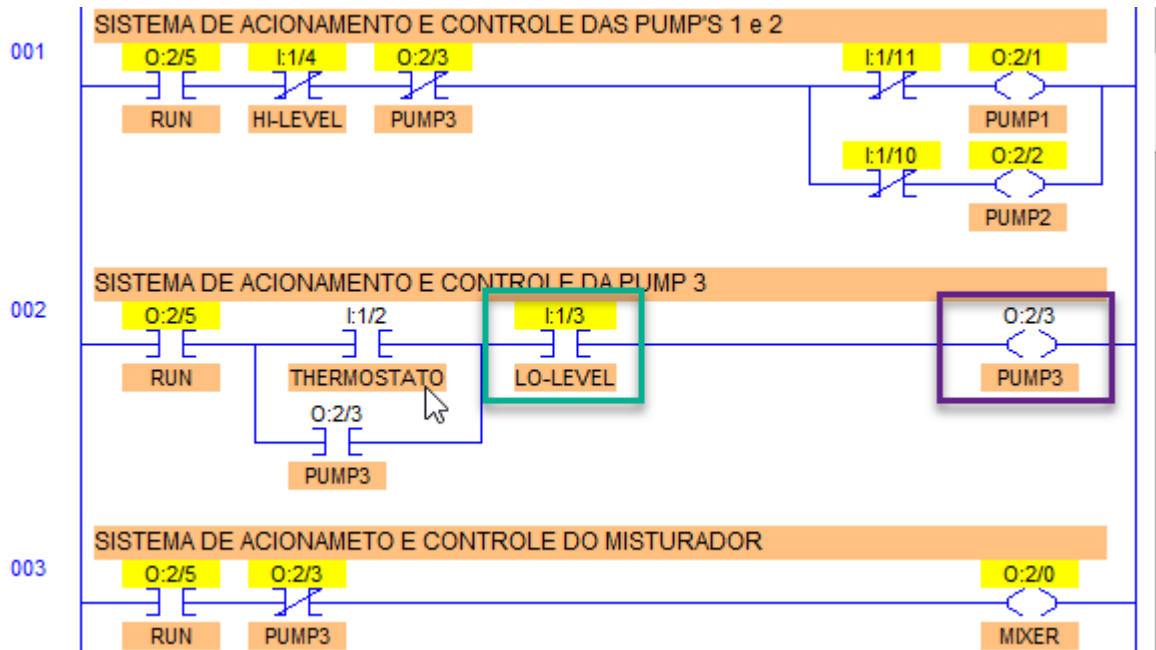 SISTEMA DE ACIONAMENTO E CONTROLE DAS PUMP'S 1 e 2
001
O:2/5 I:1/4 O:2/3 I:1/11 O:2/1
RUN HI-LEVEL PUMP3 PUMP1
I:1/10 O:2/2
PUMP2
SISTEMA DE ACIONAMENTO E CONTROLE DA PUMP 3
002
O:2/5 I:1/2 I:1/3 O:2/3
RUN THERMOSTATO LO-LEVEL PUMP3
O:2/3
PUMP3
SISTEMA DE ACIONAMETO E CONTROLE DO MISTURADOR
003
O:2/5 O:2/3 O:2/0
RUN PUMP3 MIXER